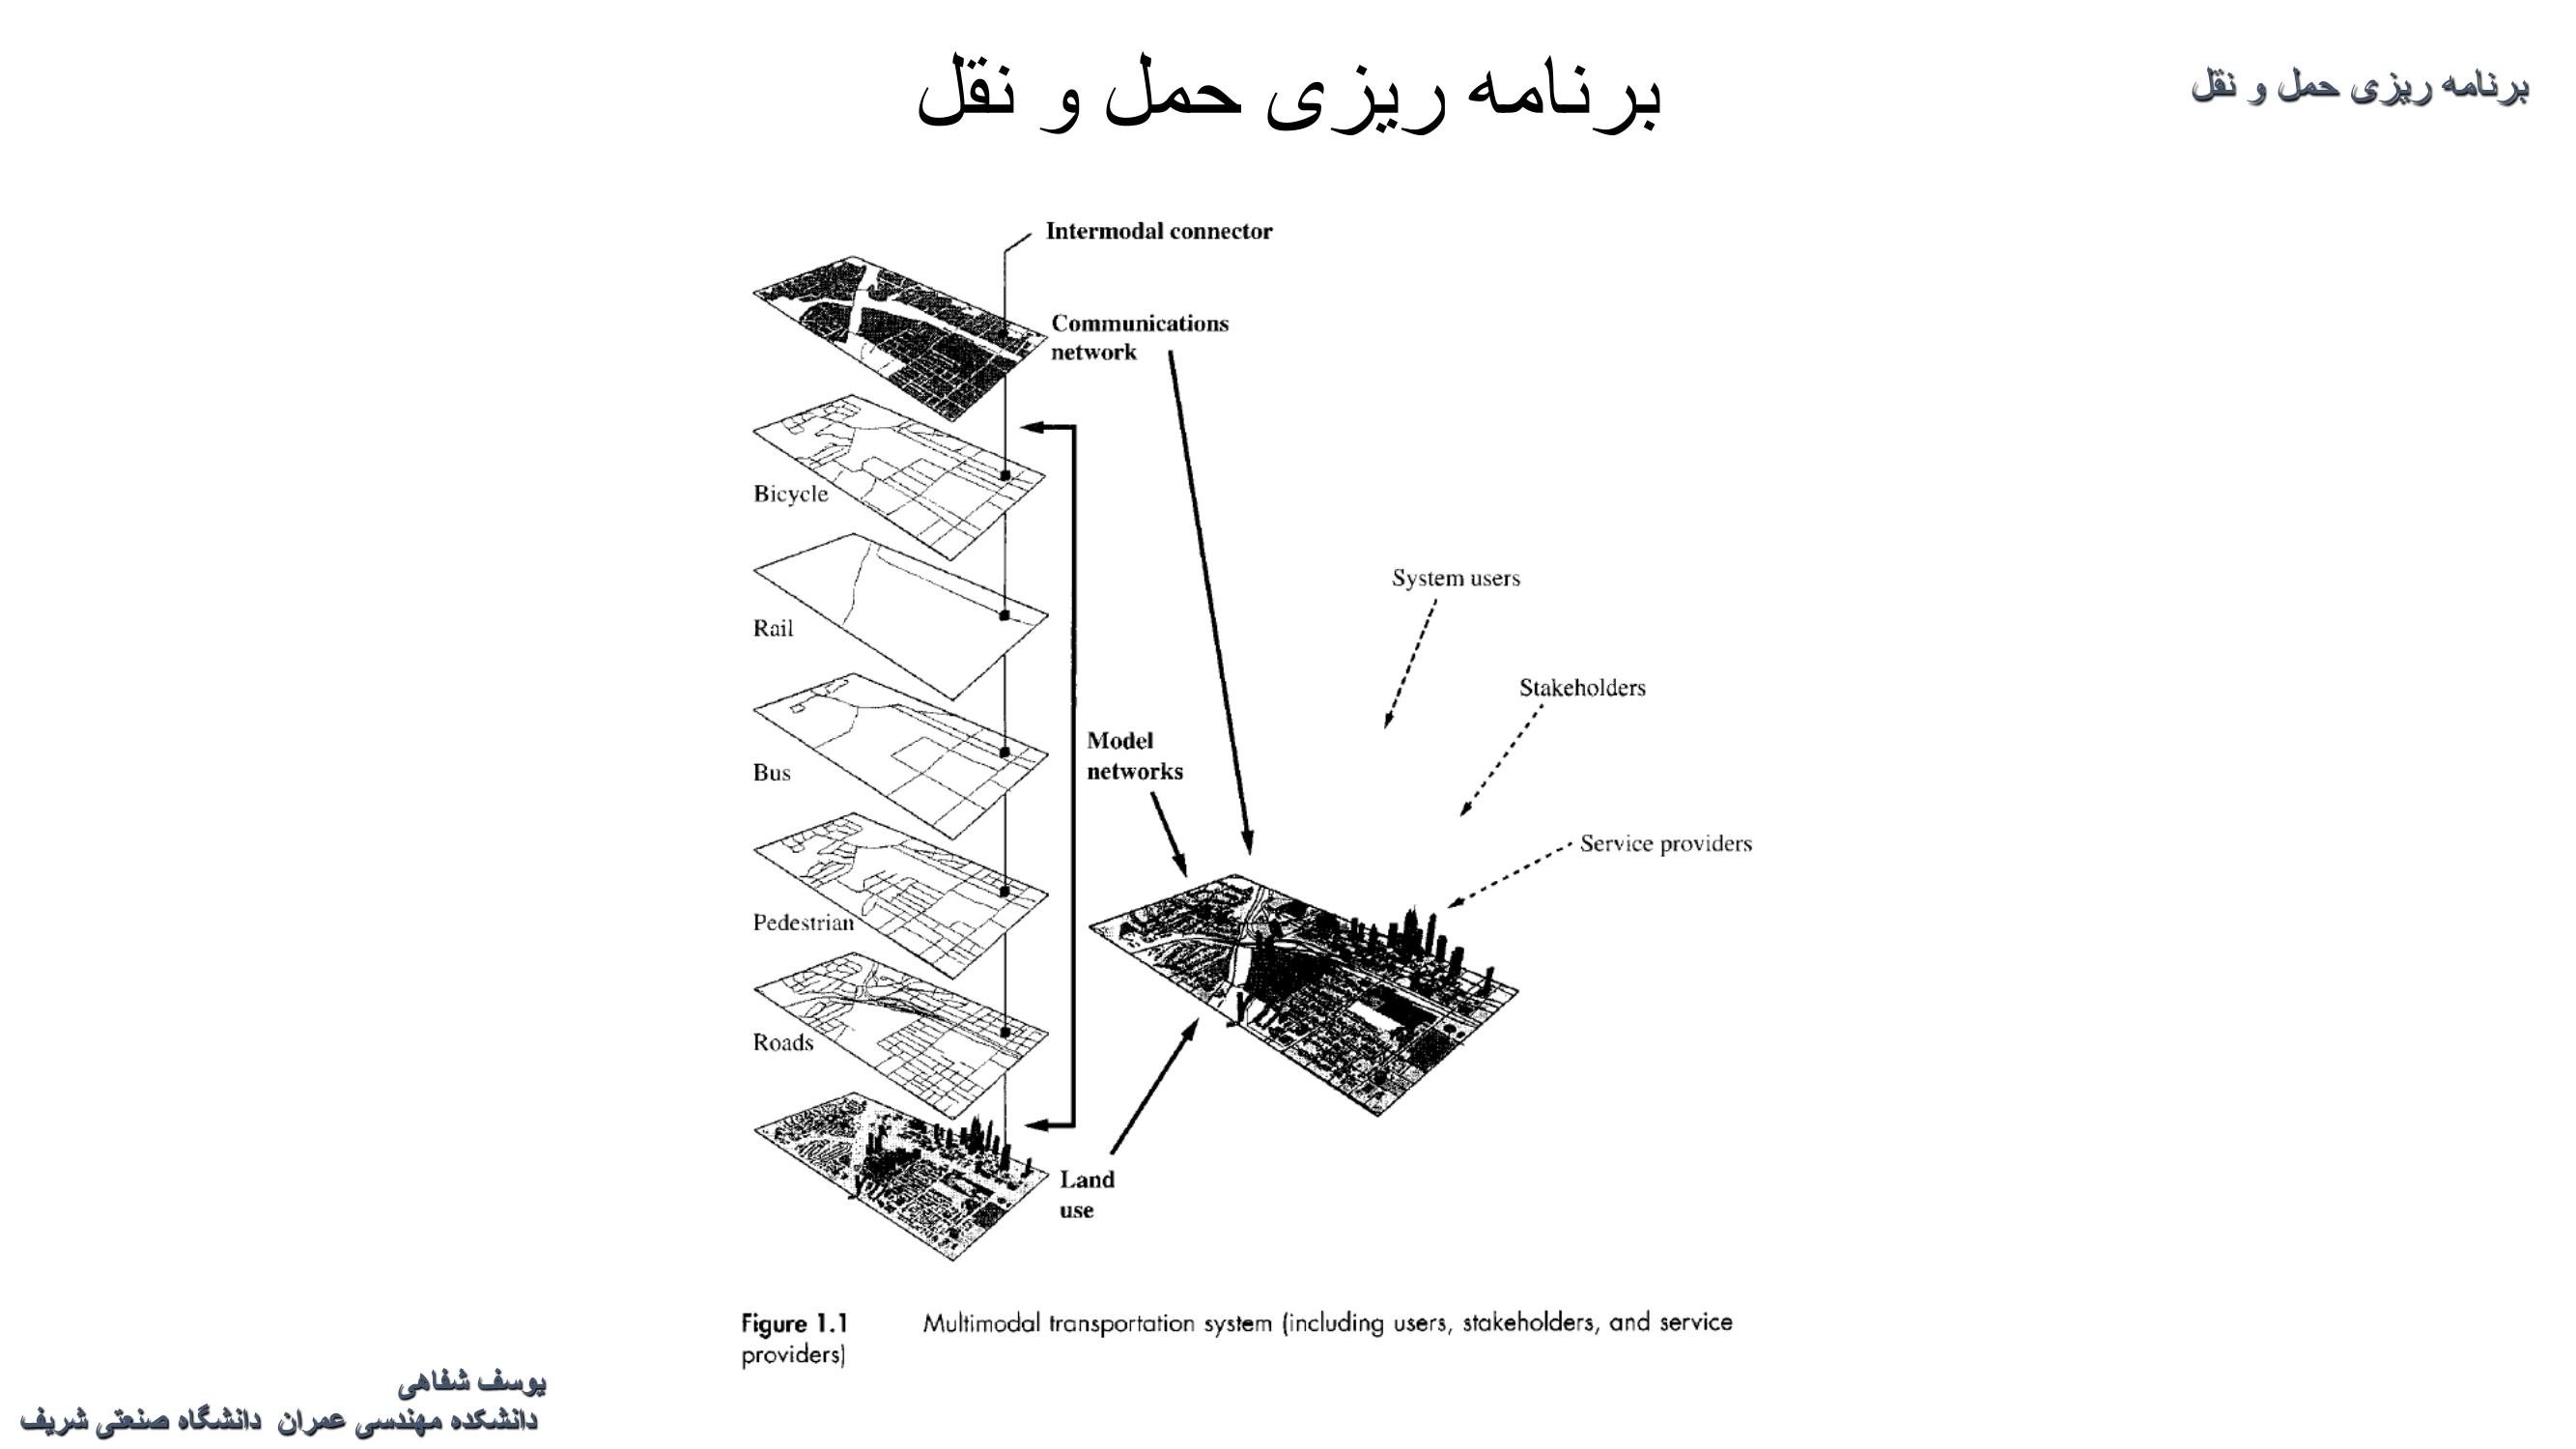 برنامه ریزی حمل و نقل
برنامه ریزی حمل و نقل
Intermodal connector
Communications
network
Bicycle
Rail
Bus
Pedestrian
Roads
Model
networks
Land
use
System users
Stakeholders
Service providers
Figure 1.1 Multimodal transportation system (including users, stakeholders, and service
providers)
یوسف شفاهی
دانشکده مهندسی عمران دانشگاه صنعتی شریف